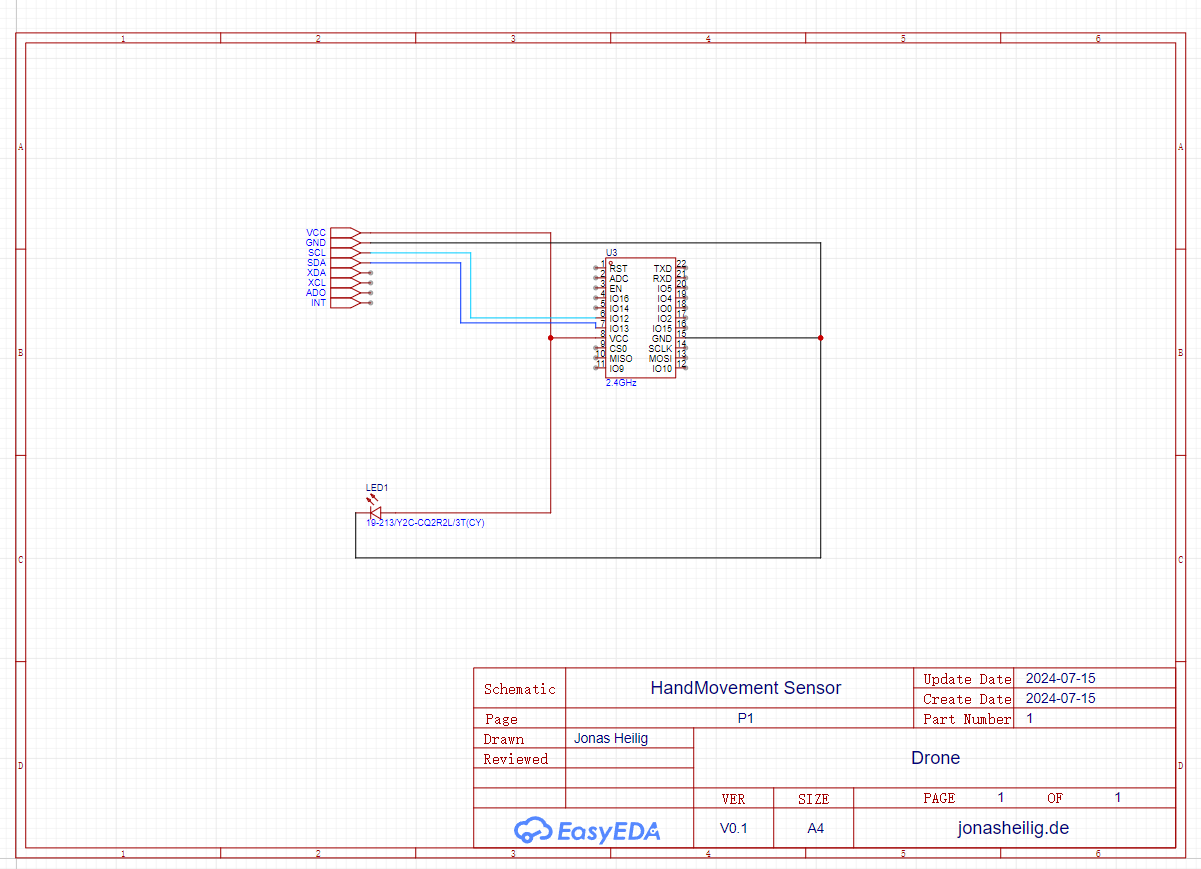 1 2 3 4 5 6
A A
VCC
GND
SCL
SDA
XDA
XCL
ADO
INT
U3
1 RST TXD 22
2 ADC RXD 21
3 EN IO5 20
4 IO16 IO4 19
5 IO14 IO0 18
6 IO12 IO2 17
7 IO13 IO15 16
8 VCC GND 15
9 CS0 SCLK 14
10 MISO MOSI 13
11 IO9 IO10 12
2.4GHz
B B
LED1
19-213/Y2C-CQ2R2L/3T(CY)
C C
Schematic HandMovement Sensor Update Date 2024-07-15
Create Date 2024-07-15
Page P1 Part Number 1
Drawn Jonas Heilig
Reviewed
Drone
D D
VER SIZE PAGE 1 OF 1
EasyEDA V0.1 A4 jonasheilig.de
1 2 3 4 5 6